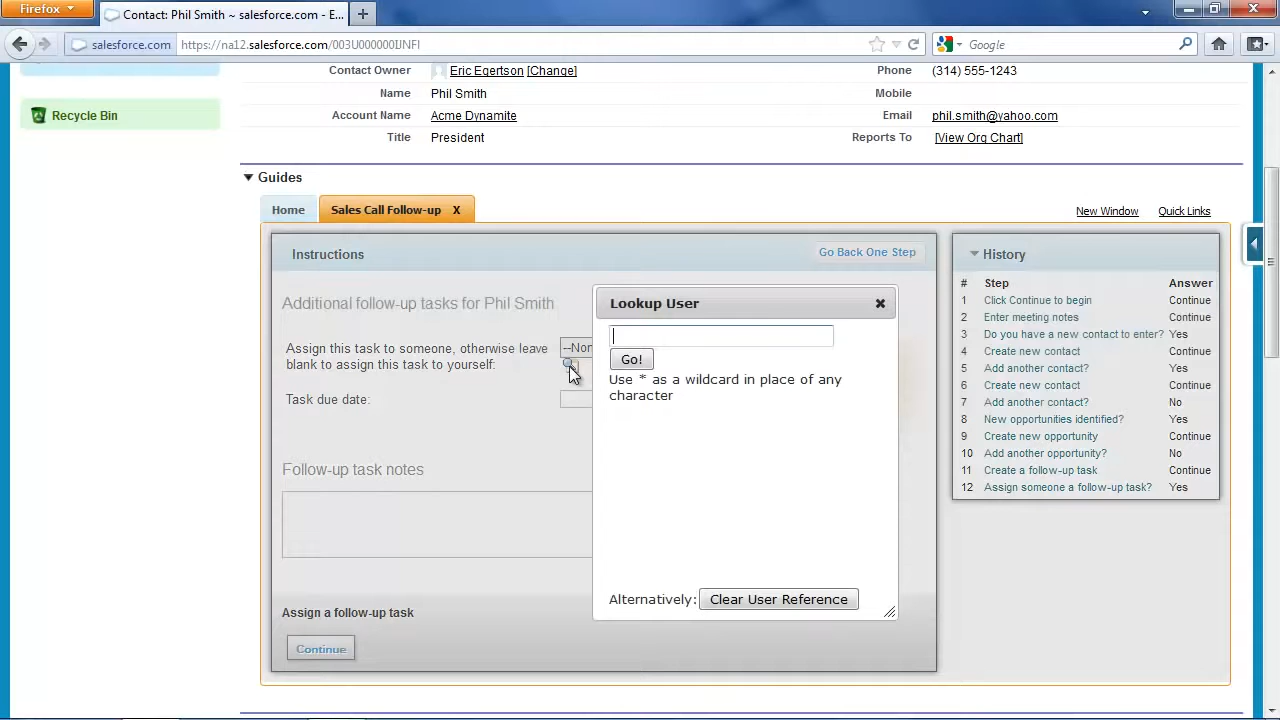 Firefox
Contact: Phil Smith ~ salesforce.com - E...
salesforce.com
https://na12.salesforce.com/003U000000IJNFI
Google
Contact Owner
Eric Egertson [Change]
Phone
(314) 555-1243
Name
Phil Smith
Mobile
Account Name
Acme Dynamite
Email
phil.smith@yahoo.com
Title
President
Reports To
[View Org Chart]
Recycle Bin
Guides
Home
Sales Call Follow-up X
New Window
Quick Links
Instructions
Go Back One Step
Additional follow-up tasks for Phil Smith
Assign this task to someone, otherwise leave
blank to assign this task to yourself:
--Non
Task due date:
Follow-up task notes
Assign a follow-up task
Continue
Lookup User
Go!
Use * as a wildcard in place of any
character
Alternatively: Clear User Reference
History
# Step Answer
1 Click Continue to begin Continue
2 Enter meeting notes Continue
3 Do you have a new contact to enter? Yes
4 Create new contact Continue
5 Add another contact? Yes
6 Create new contact Continue
7 Add another contact? No
8 New opportunities identified? Yes
9 Create new opportunity Continue
10 Add another opportunity? No
11 Create a follow-up task Continue
12 Assign someone a follow-up task? Yes